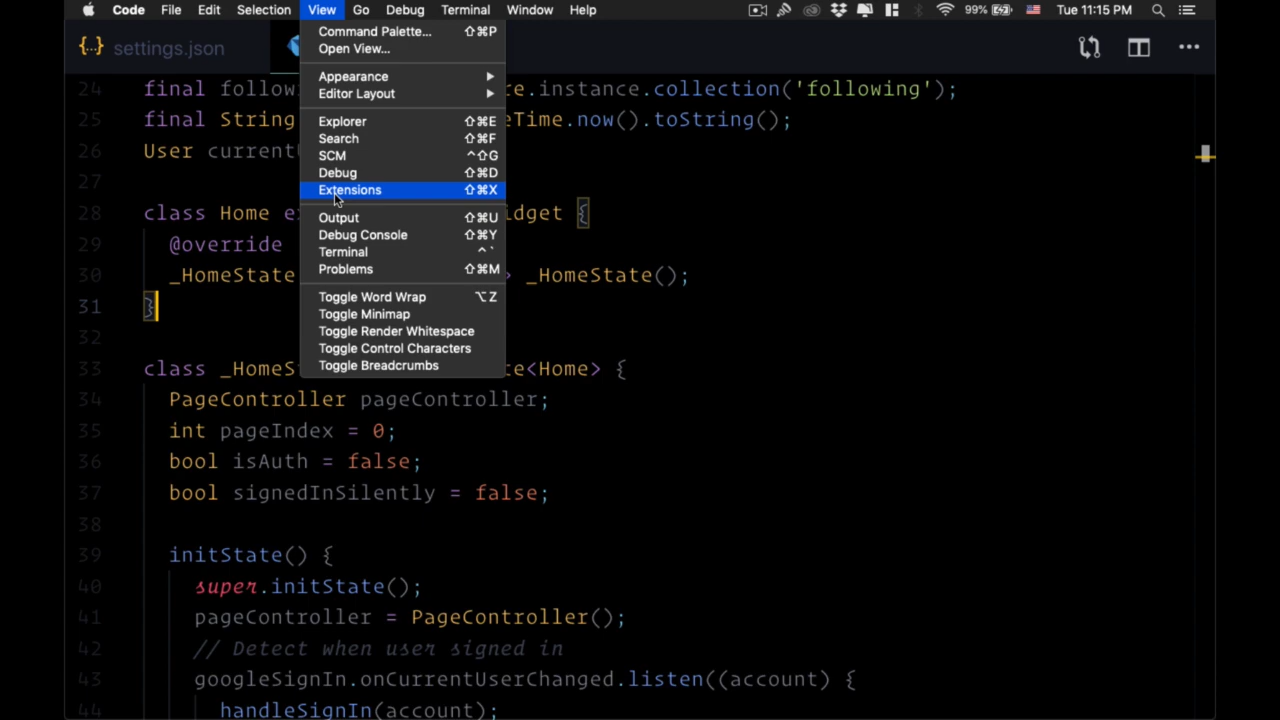 Code File Edit Selection View Go Debug Terminal Window Help 99% Tue 11:15 PM
{..} settings.json
Command Palette... ⇧⌘P
Open View...
Appearance
Editor Layout
Explorer ⇧⌘E
Search ⇧⌘F
SCM ^⇧G
Debug ⇧⌘D
Extensions ⇧⌘X
Output ⇧⌘U
Debug Console ⇧⌘Y
Terminal ^`
Problems ⇧⌘M
Toggle Word Wrap ⌥Z
Toggle Minimap
Toggle Render Whitespace
Toggle Control Characters
Toggle Breadcrumbs
24 final follow re.instance.collection('following');
25 final String eTime.now().toString();
26 User current
27
28 class Home e idget {
29 @override
30 _HomeState > _HomeState();
31 }
32
33 class _HomeS te<Home> {
34 PageController pageController;
35 int pageIndex = 0;
36 bool isAuth = false;
37 bool signedInSilently = false;
38
39 initState() {
40 super.initState();
41 pageController = PageController();
42 // Detect when user signed in
43 googleSignIn.onCurrentUserChanged.listen((account) {
44 handleSignIn(account);